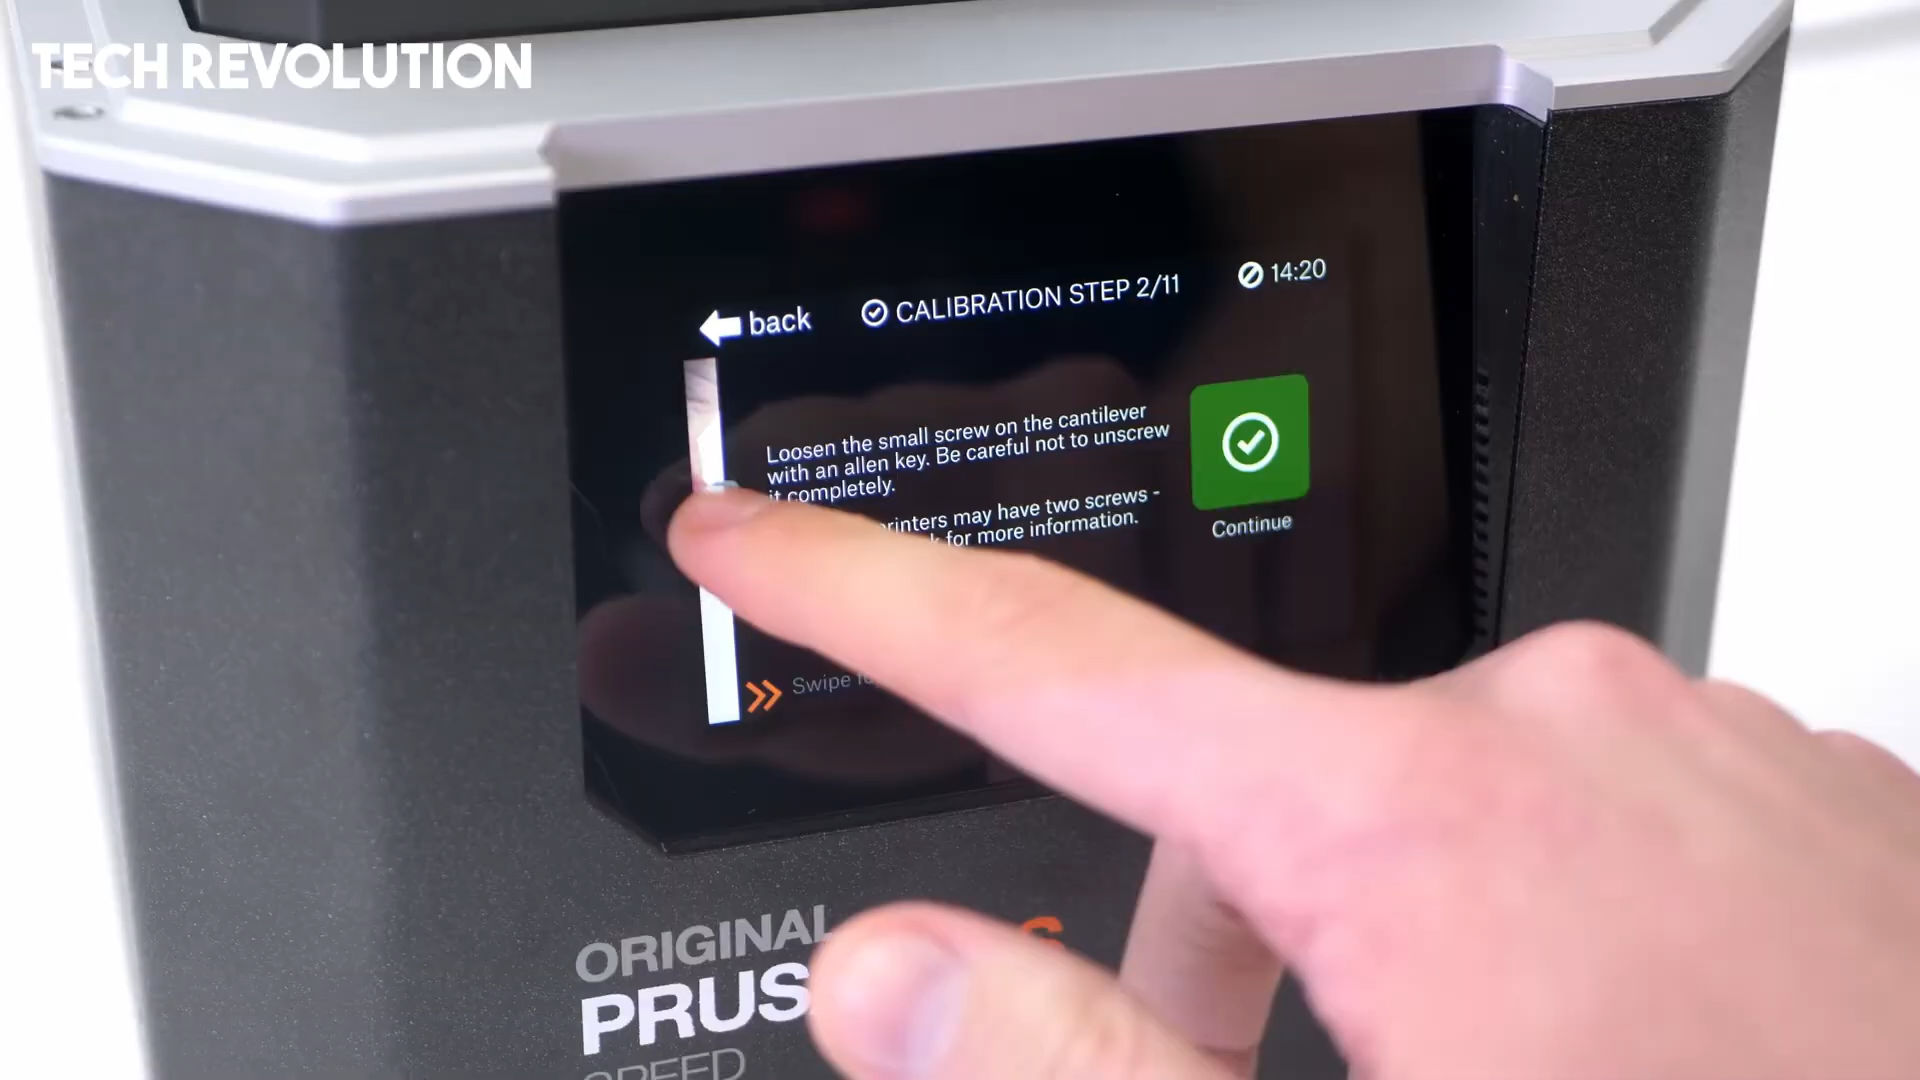 TECH REVOLUTION
back
CALIBRATION STEP 2/11
14:20
Loosen the small screw on the cantilever
with an allen key. Be careful not to unscrew
it completely.
printers may have two screws -
for more information.
Continue
Swipe
ORIGINAL
PRUS
S
SPEED